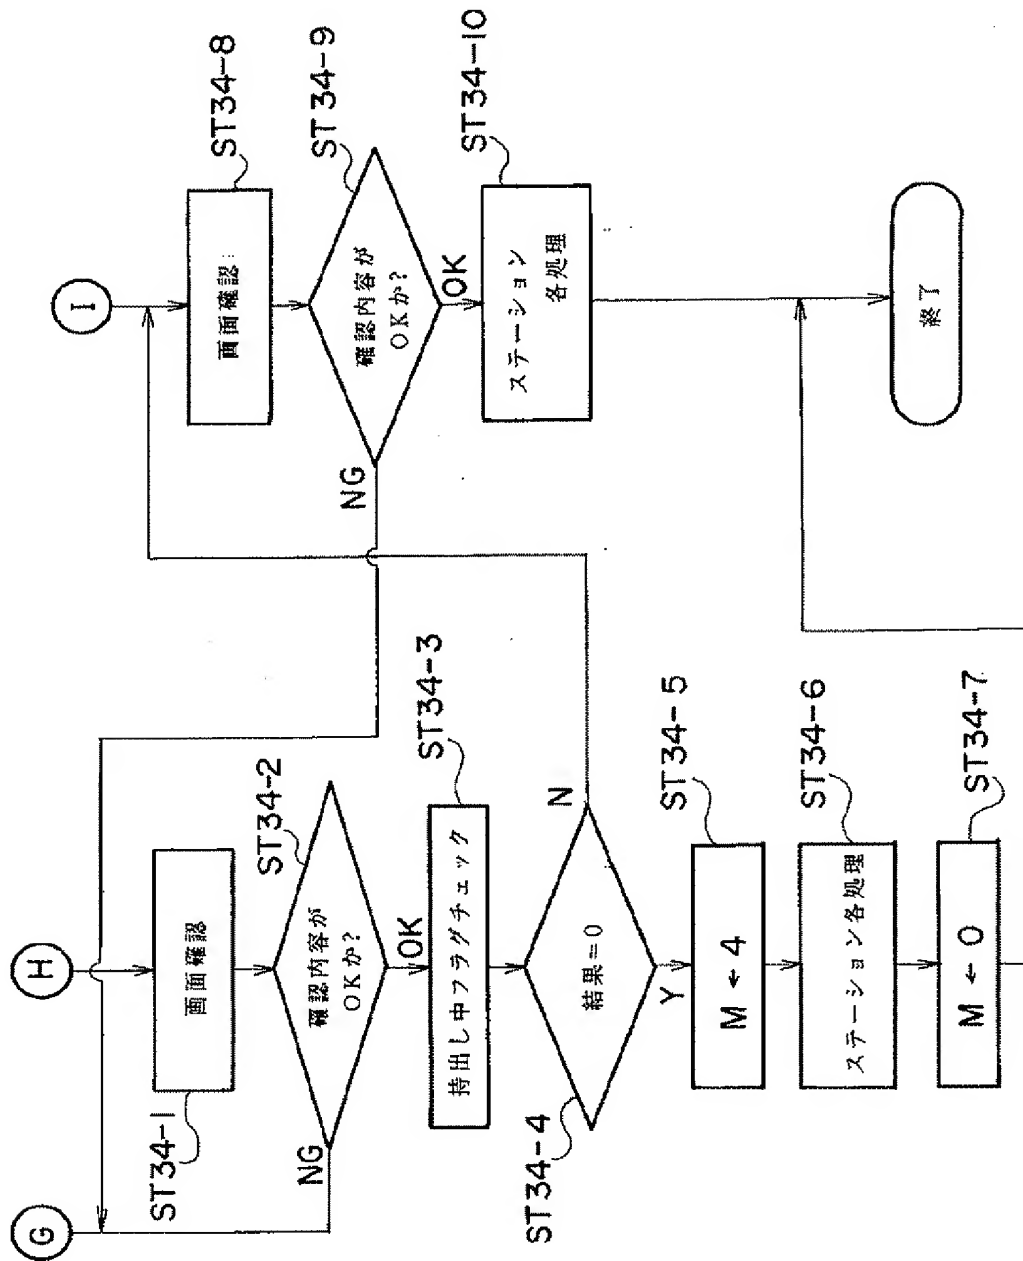 G
H
I
ST34-1
画面確認
ST34-2
確認内容が
OKか?
NG
OK
ST34-3
持出し中フラグチェック
ST34-4
結果=0
N
Y
ST34-5
M ← 4
ST34-6
ステーション各処理
ST34-7
M ← 0
ST34-8
画面確認
ST34-9
確認内容が
OKか?
NG
OK
ST34-10
ステーション
各処理
終了